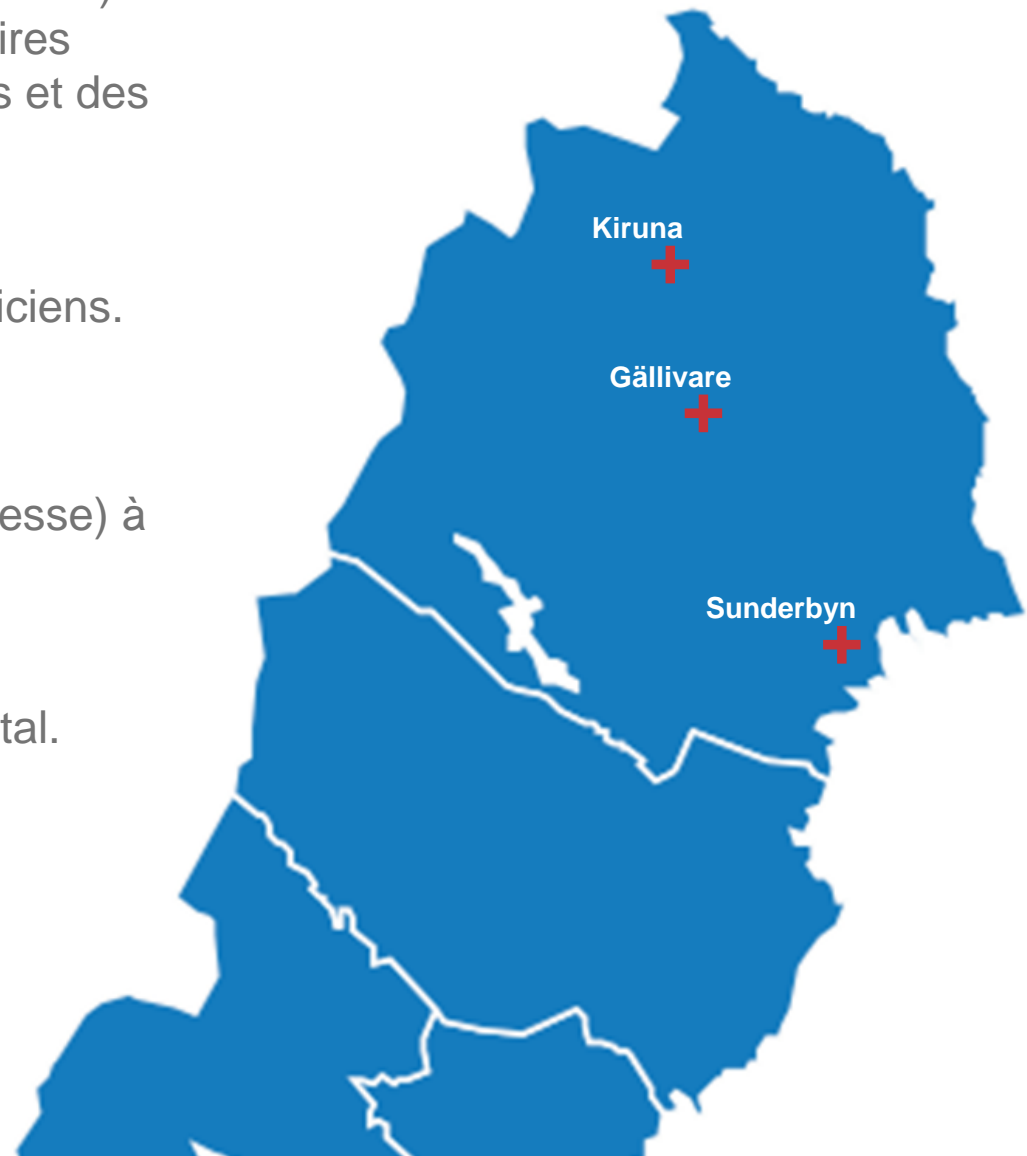 ires
s et des
iciens.
esse) à
tal.
Kiruna
Gällivare
Sunderbyn